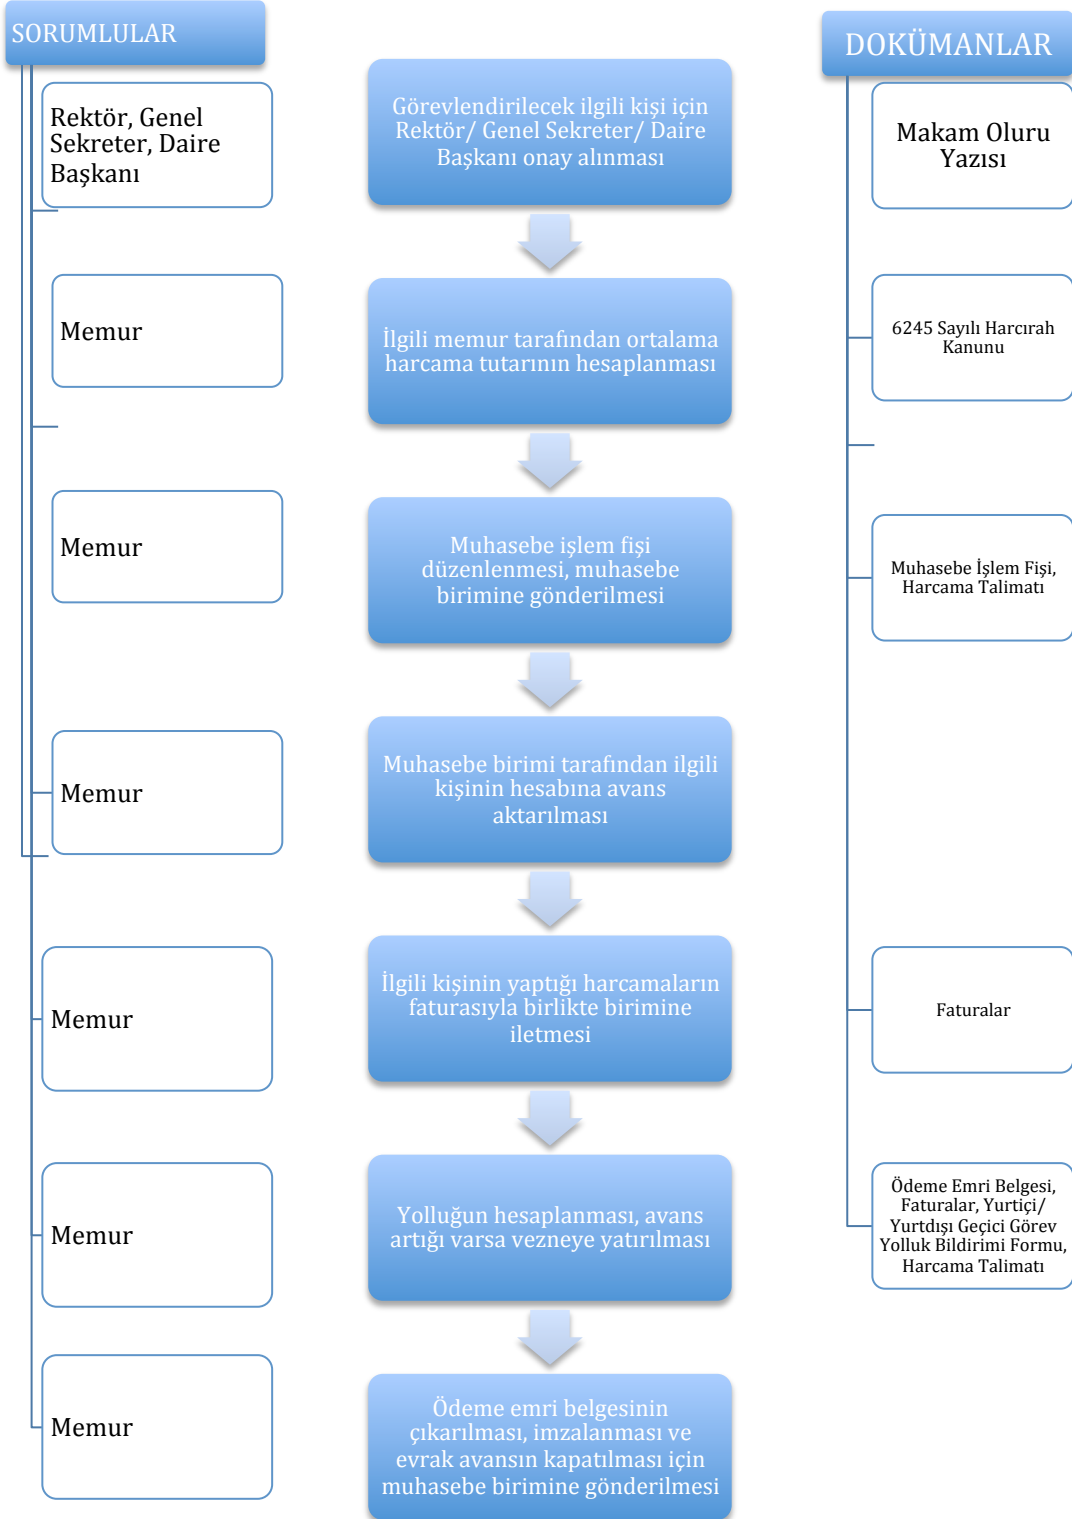 SORUMLULAR
Rektör, Genel
Sekreter, Daire
Başkanı
Memur
Memur
Memur
Memur
Memur
Memur
Görevlendirilecek ilgili kişi için
Rektör/ Genel Sekreter/ Daire
Başkanı onay alınması
İlgili memur tarafından ortalama
harcama tutarının hesaplanması
Muhasebe işlem fişi
düzenlenmesi, muhasebe
birimine gönderilmesi
Muhasebe birimi tarafından ilgili
kişinin hesabına avans
aktarılması
İlgili kişinin yaptığı harcamaların
faturasıyla birlikte birimine
iletmesi
Yolluğun hesaplanması, avans
artığı varsa vezneye yatırılması
Ödeme emri belgesinin
çıkarılması, imzalanması ve
evrak avansın kapatılması için
muhasebe birimine gönderilmesi
DOKÜMANLAR
Makam Oluru
Yazısı
6245 Sayılı Harcırah
Kanunu
Muhasebe İşlem Fişi,
Harcama Talimatı
Faturalar
Ödeme Emri Belgesi,
Faturalar, Yurtiçi/
Yurtdışı Geçici Görev
Yolluk Bildirimi Formu,
Harcama Talimatı